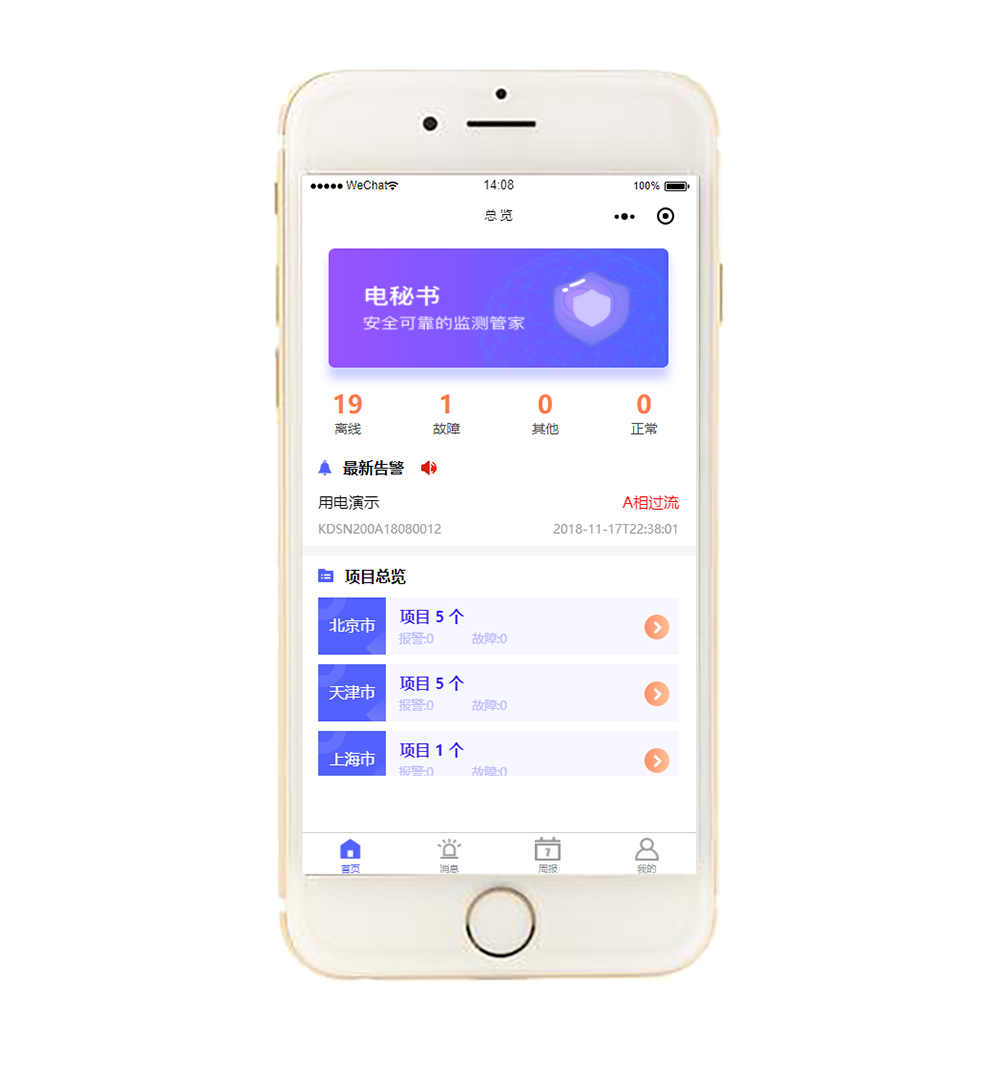 ●●●●● WeChat 14:08 100%
总 览
电秘书
安全可靠的监测管家
19 1 0 0
离线 故障 其他 正常
最新告警
用电演示 A相过流
KDSN200A18080012 2018-11-17T22:38:01
项目总览
北京市 项目 5 个
报警:0 故障:0
天津市 项目 5 个
报警:0 故障:0
上海市 项目 1 个
报警:0 故障:0
7
首页 消息 周报 我的